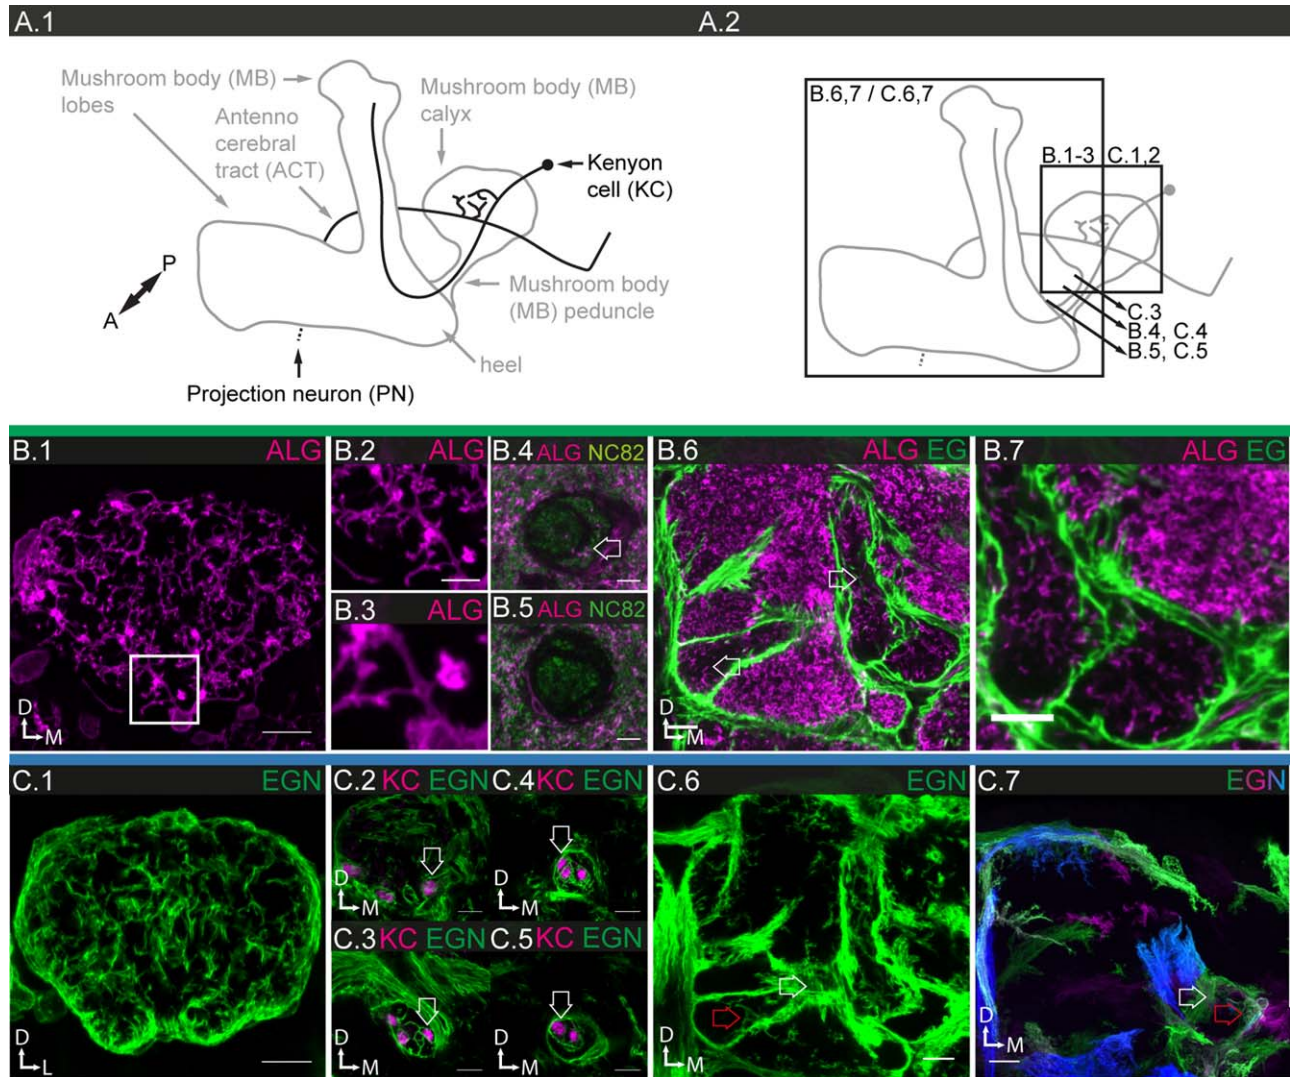 A.1
A.2
Mushroom body (MB)
lobes
Antenno
cerebral
tract (ACT)
Mushroom body (MB)
calyx
Kenyon
cell (KC)
P
A
Mushroom body
(MB) peduncle
heel
Projection neuron (PN)
B.6,7 / C.6,7
B.1-3
C.1,2
C.3
B.4, C.4
B.5, C.5
B.1 ALG
B.2 ALG
B.4 ALG NC82
B.6 ALG EG
B.7 ALG EG
B.3 ALG
B.5 ALG NC82
D
M
D
M
C.1 EGN
C.2 KC EGN
C.4 KC EGN
C.6 EGN
C.7 EGN
D
M
D
M
C.3 KC EGN
C.5 KC EGN
D
L
D
M
D
M
D
M
D
M